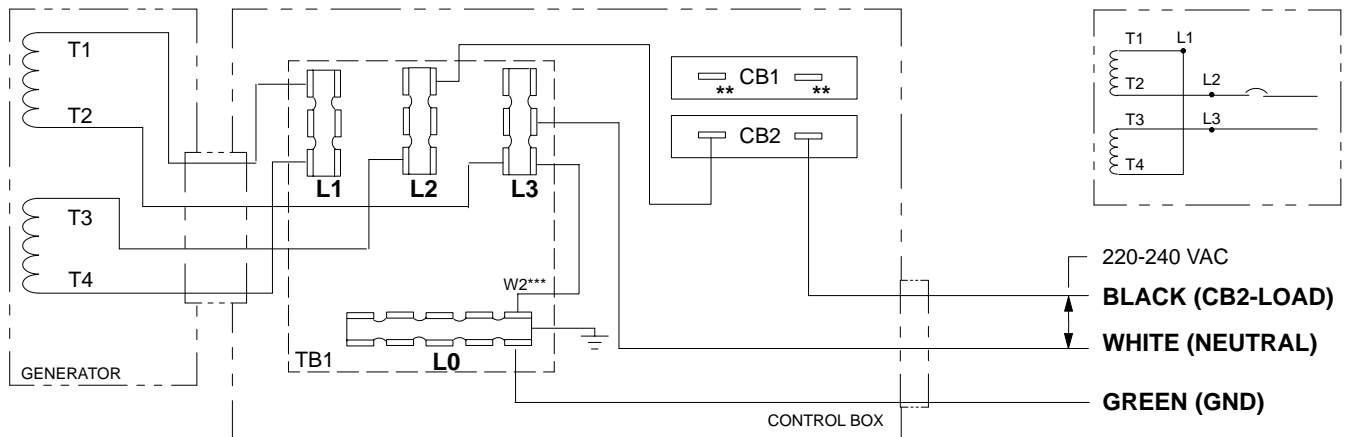 T1
T2
T3
T4
GENERATOR
L1
L2
L3
W2***
TB1
L0
CB1
**
**
CB2
CONTROL BOX
T1
L1
T2
L2
T3
L3
T4
220-240 VAC
BLACK (CB2-LOAD)
WHITE (NEUTRAL)
GREEN (GND)